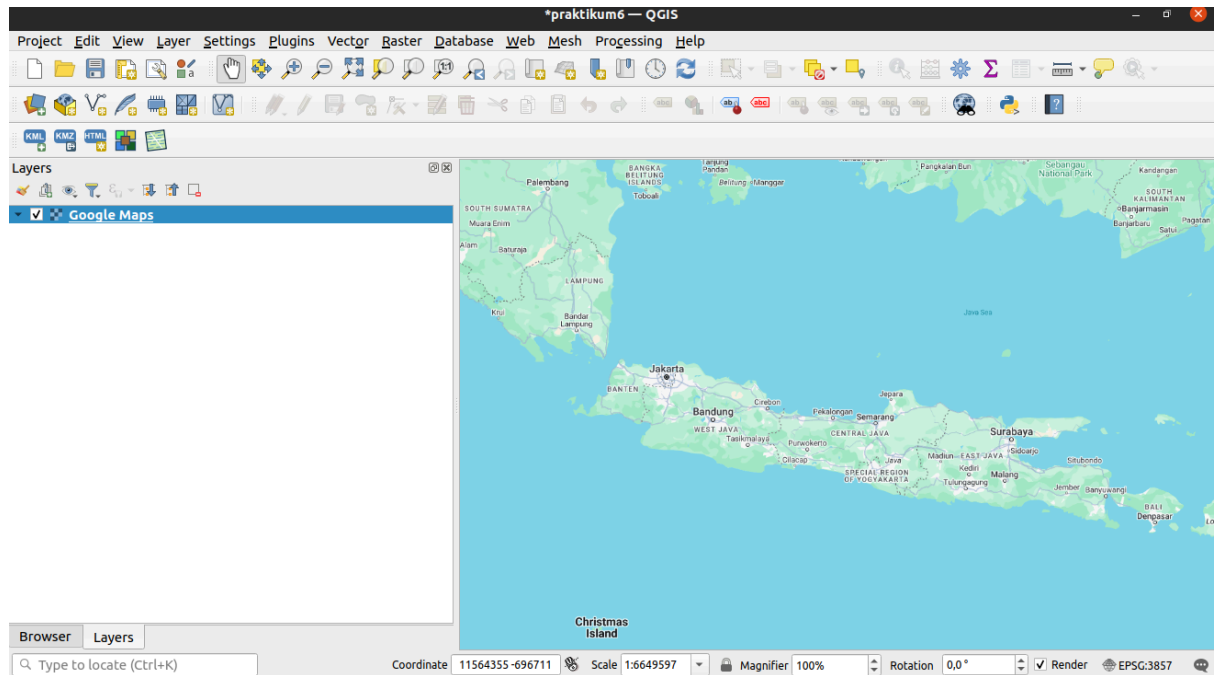 *praktikum6 — QGIS
Project Edit View Layer Settings Plugins Vector Raster Database Web Mesh Processing Help
KML KMZ HTML
Layers
Google Maps
Palembang
BANGKA-
BELITUNG
ISLANDS
Toboali
Tanjung
Pandan
Belitung Manggar
Pangkalan Bun
Sebangau
National Park
Kandangan
SOUTH
KALIMANTAN
Banjarmasin
Banjarbaru
Pagatan
Satui
SOUTH SUMATRA
Muara Enim
Baturaja
LAMPUNG
Krui
Bandar
Lampung
Java Sea
Jakarta
BANTEN
Bandung
Cirebon
WEST JAVA
Tasikmalaya
Pekalongan
Semarang
Jepara
Purwokerto
CENTRAL JAVA
Cilacap
Java
SPECIAL REGION
OF YOGYAKARTA
Surabaya
Madiun
EAST JAVA
Sidoarjo
Kediri
Malang
Tulungagung
Situbondo
Jember
Banyuwangi
BALI
Denpasar
Christmas
Island
Browser Layers
Type to locate (Ctrl+K) Coordinate 11564355 -696711 Scale 1:6649597 Magnifier 100% Rotation 0,0 ° Render EPSG:3857